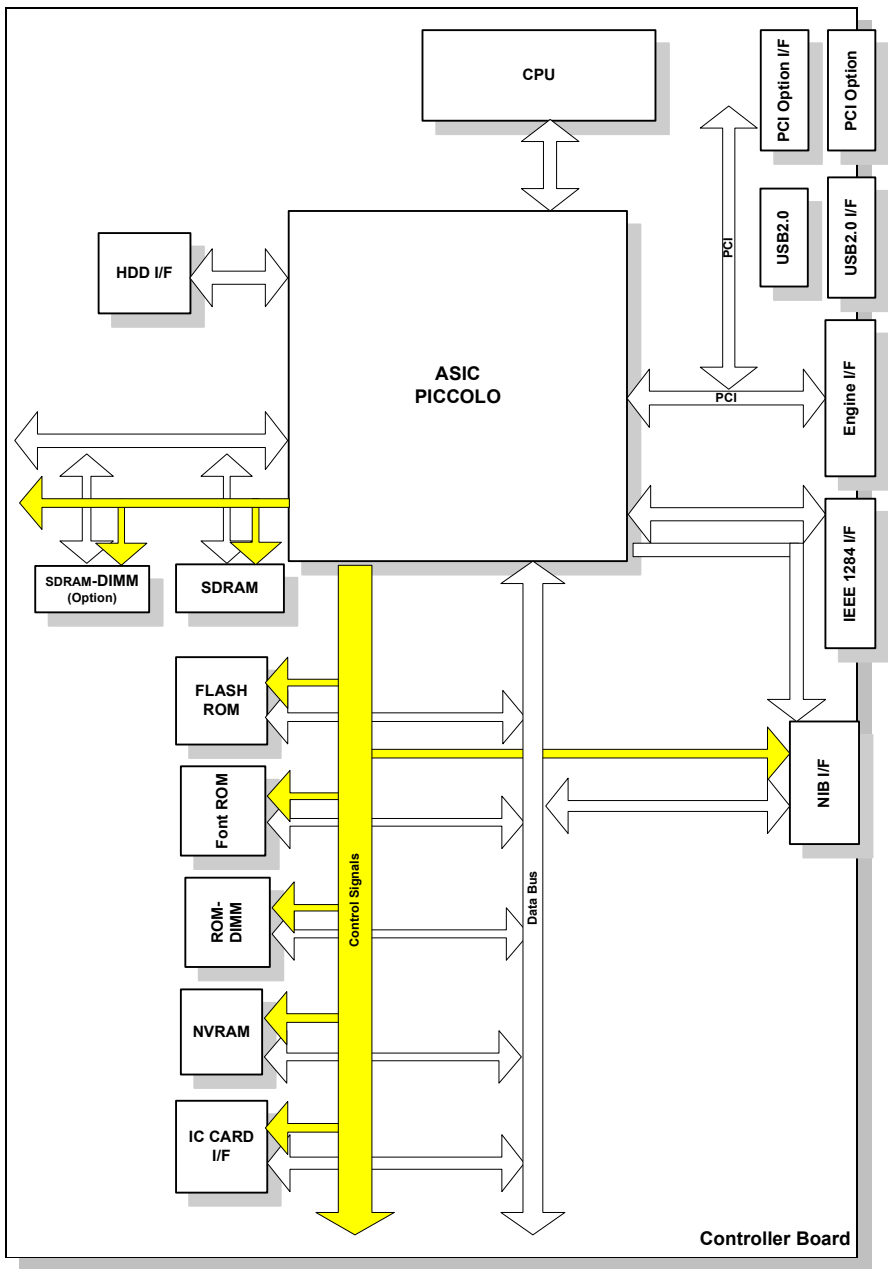 CPU
PCI Option I/F
PCI Option
USB2.0
USB2.0 I/F
PCI
HDD I/F
ASIC
PICCOLO
PCI
Engine I/F
IEEE 1284 I/F
SDRAM-DIMM
(Option)
SDRAM
FLASH
ROM
NIB I/F
Font ROM
Control Signals
Data Bus
ROM-
DIMM
NVRAM
IC CARD
I/F
Controller Board